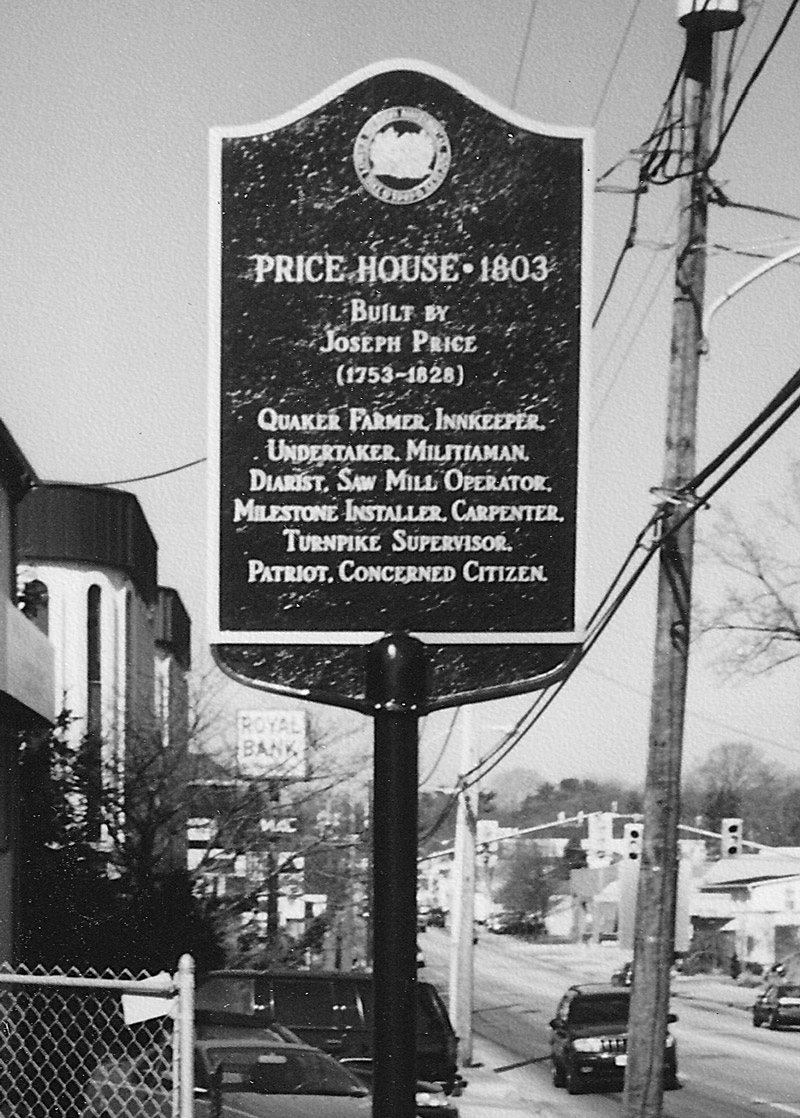 PRICE HOUSE • 1803
BUILT BY
JOSEPH PRICE
(1753-1828)
QUAKER FARMER, INNKEEPER,
UNDERTAKER, MILITIAMAN,
DIARIST, SAW MILL OPERATOR,
MILESTONE INSTALLER, CARPENTER,
TURNPIKE SUPERVISOR,
PATRIOT, CONCERNED CITIZEN.
ROYAL
BANK
MAC